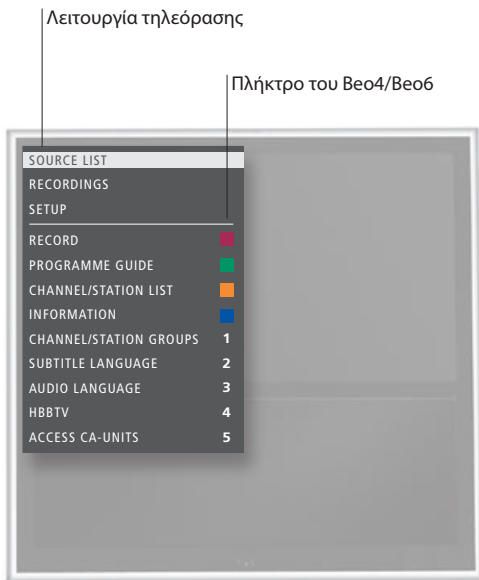 Λειτουργία τηλεόρασης
Πλήκτρο του Beo4/Beo6
SOURCE LIST
RECORDINGS
SETUP
RECORD
PROGRAMME GUIDE
CHANNEL/STATION LIST
INFORMATION
CHANNEL/STATION GROUPS 1
SUBTITLE LANGUAGE 2
AUDIO LANGUAGE 3
HBBTV 4
ACCESS CA-UNITS 5